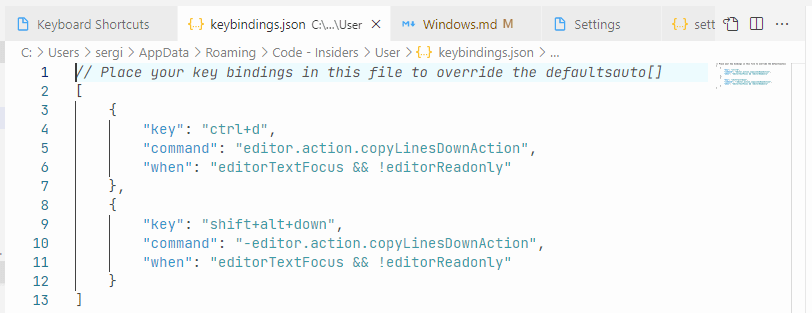 Keyboard Shortcuts {..} keybindings.json C:\...\User Windows.md M Settings {..} sett
C: > Users > sergi > AppData > Roaming > Code - Insiders > User > {..} keybindings.json > ...
1 // Place your key bindings in this file to override the defaultsauto[]
2 [
3 {
4 "key": "ctrl+d",
5 "command": "editor.action.copyLinesDownAction",
6 "when": "editorTextFocus && !editorReadonly"
7 },
8 {
9 "key": "shift+alt+down",
10 "command": "-editor.action.copyLinesDownAction",
11 "when": "editorTextFocus && !editorReadonly"
12 }
13 ]